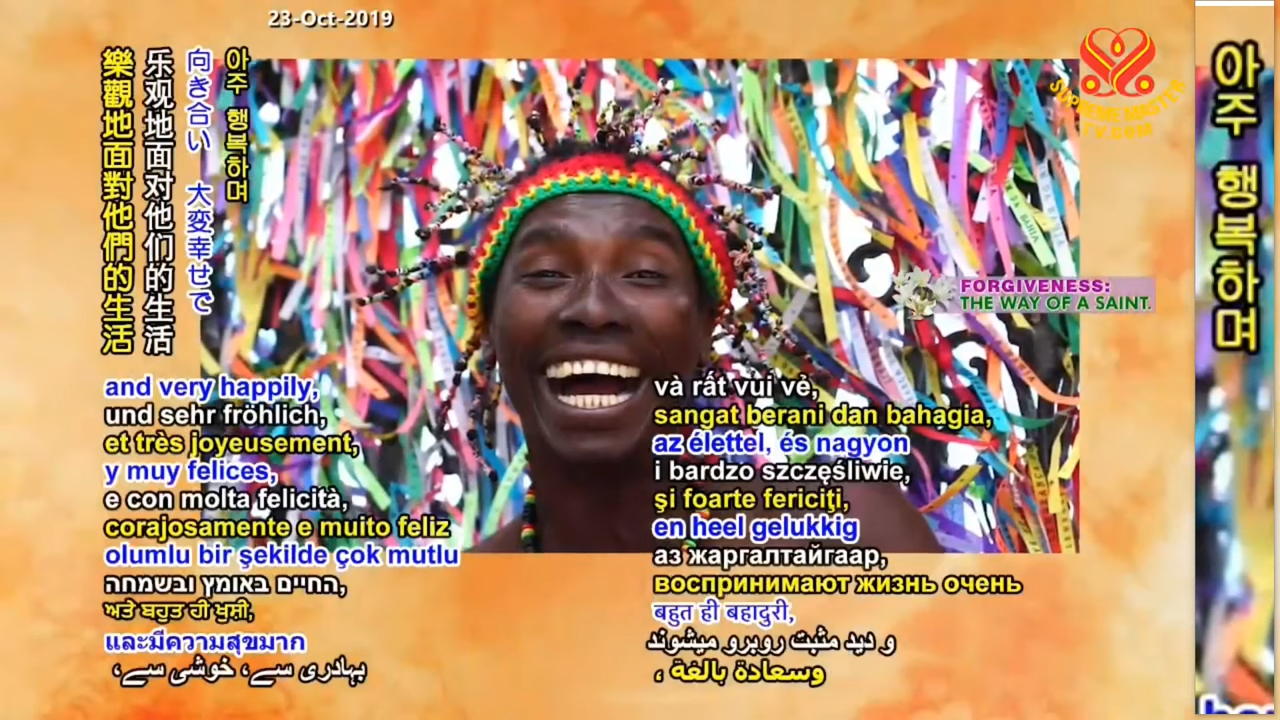 23-Oct-2019
아주 행복하며
向き合い 大変幸せで
乐观地面对他们的生活
樂觀地面對他們的生活
SUPREME MASTER
TV.COM
FORGIVENESS:
THE WAY OF A SAINT.
and very happily,
und sehr fröhlich,
et très joyeusement,
y muy felices,
e con molta felicità,
corajosamente e muito feliz
olumlu bir şekilde çok mutlu
החיים באומץ ובשמחה,
ਅਤੇ ਬਹੁਤ ਹੀ ਖੁਸ਼ੀ,
และมีความสุขมาก
بہادری سے، خوشی سے،
và rất vui vẻ,
sangat berani dan bahagia,
az élettel, és nagyon
i bardzo szczęśliwie,
şi foarte fericiţi,
en heel gelukkig
аз жаргалтайгаар,
воспринимают жизнь очень
बहुत ही बहादुरी,
و دید مثبت روبرو میشوند
وسعادة بالغة ،
아주 행복하며